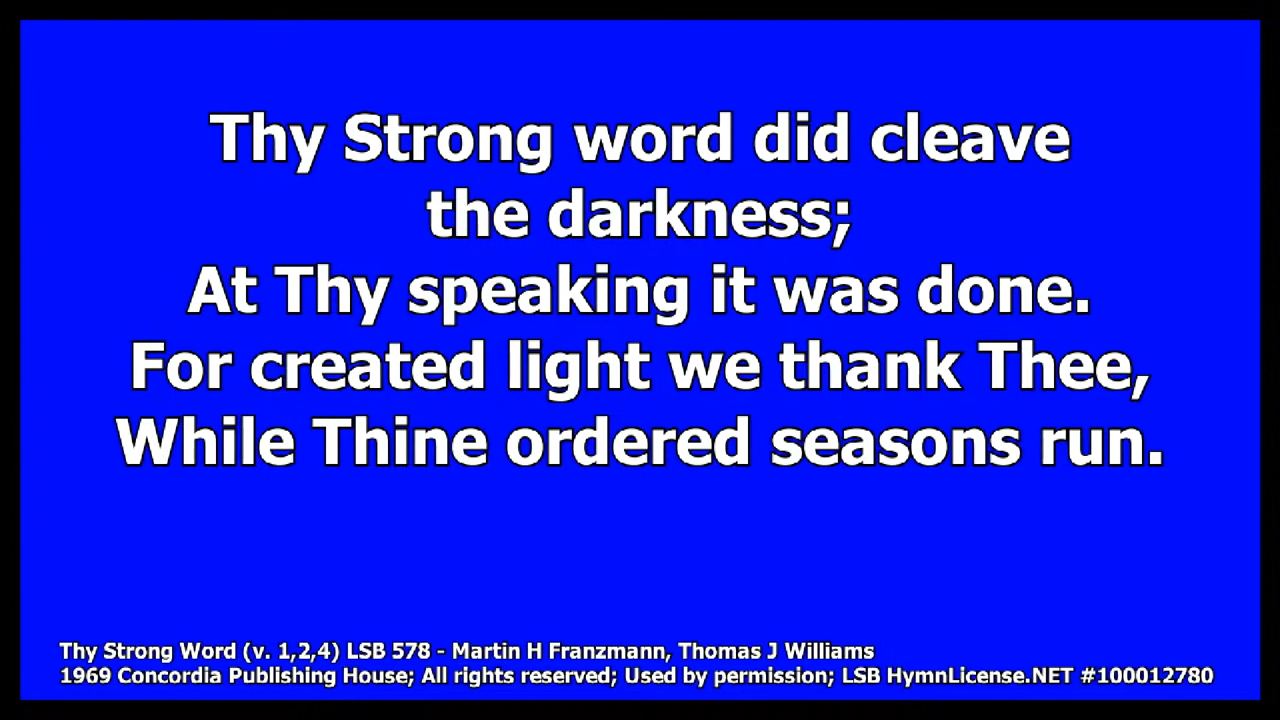 Thy Strong word did cleave
the darkness;
At Thy speaking it was done.
For created light we thank Thee,
While Thine ordered seasons run.
Thy Strong Word (v. 1,2,4) LSB 578 - Martin H Franzmann, Thomas J Williams
1969 Concordia Publishing House; All rights reserved; Used by permission; LSB HymnLicense.NET #100012780